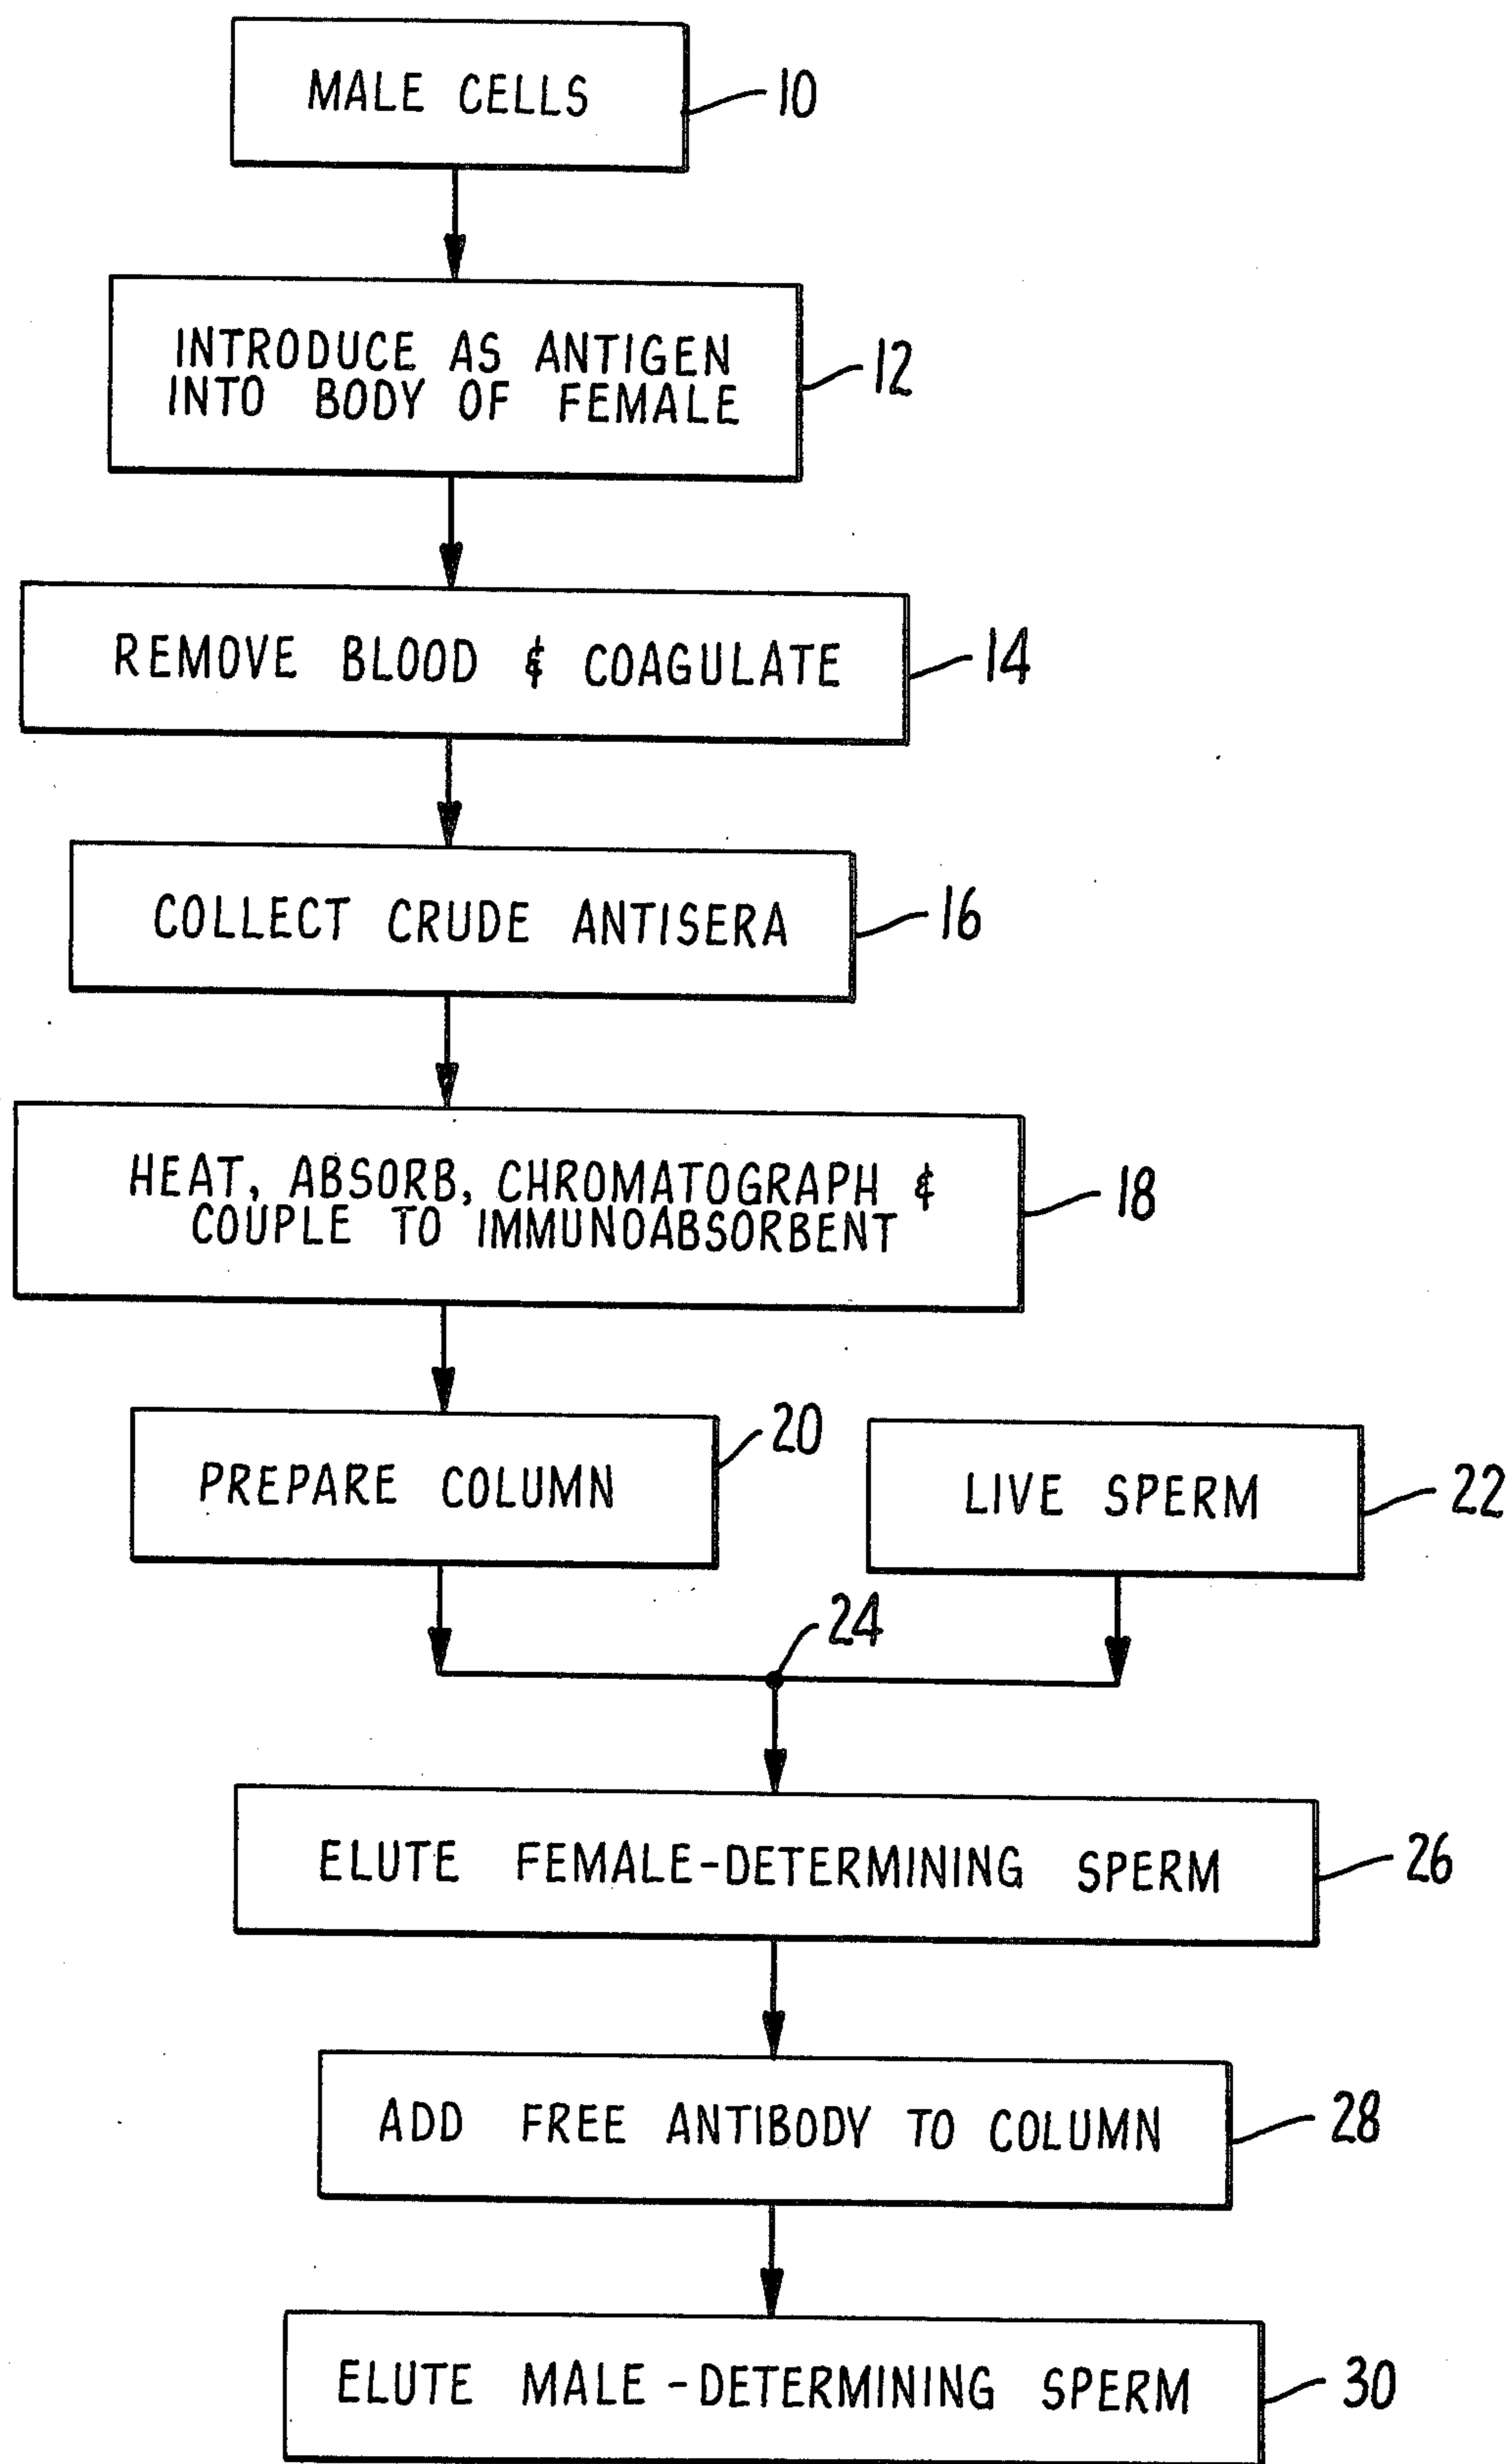 MALE CELLS
10
INTRODUCE AS ANTIGEN
INTO BODY OF FEMALE
12
REMOVE BLOOD & COAGULATE
14
COLLECT CRUDE ANTISERA
16
HEAT, ABSORB, CHROMATOGRAPH &
COUPLE TO IMMUNOABSORBENT
18
PREPARE COLUMN
20
LIVE SPERM
22
24
ELUTE FEMALE-DETERMINING SPERM
26
ADD FREE ANTIBODY TO COLUMN
28
ELUTE MALE-DETERMINING SPERM
30